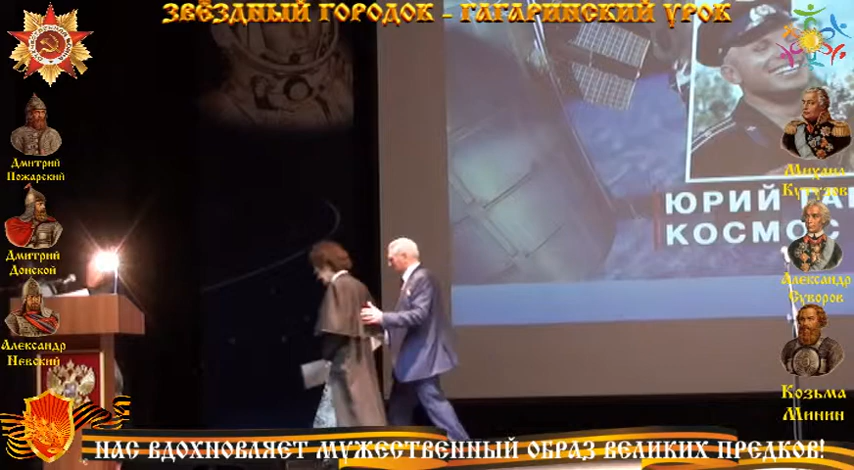 ЗВЁЗДНЫЙ ГОРОДОК - ГАГАРИНСКИЙ УРОК
Дмитрий
Пожарский
Дмитрий
Донской
Александр
Невский
ЮРИЙ ГА
КОСМОС
Михаил
Кутузов
Александр
Суворов
Козьма
Минин
НАС ВДОХНОВЛЯЕТ МУЖЕСТВЕННЫЙ ОБРАЗ ВЕЛИКИХ ПРЕДКОВ!